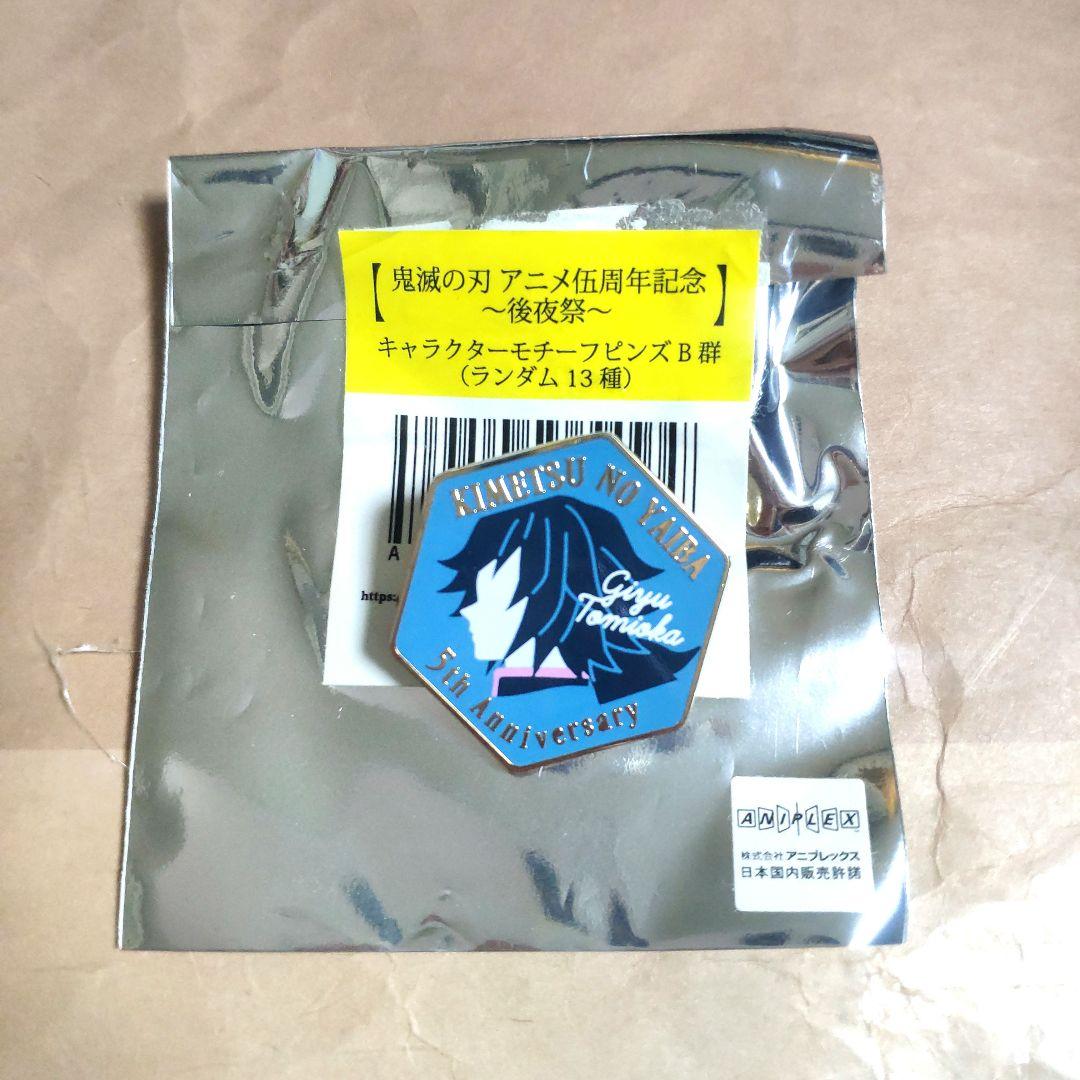 【鬼滅の刃 アニメ伍周年記念
～後夜祭～】
キャラクターモチーフピンズ B 群
（ランダム 13 種）
A
https:
KIMETSU NO YAIBA
Giyu
Tomioka
5th Anniversary
ANIPLEX
株式会社 アニプレックス
日本国内販売許諾